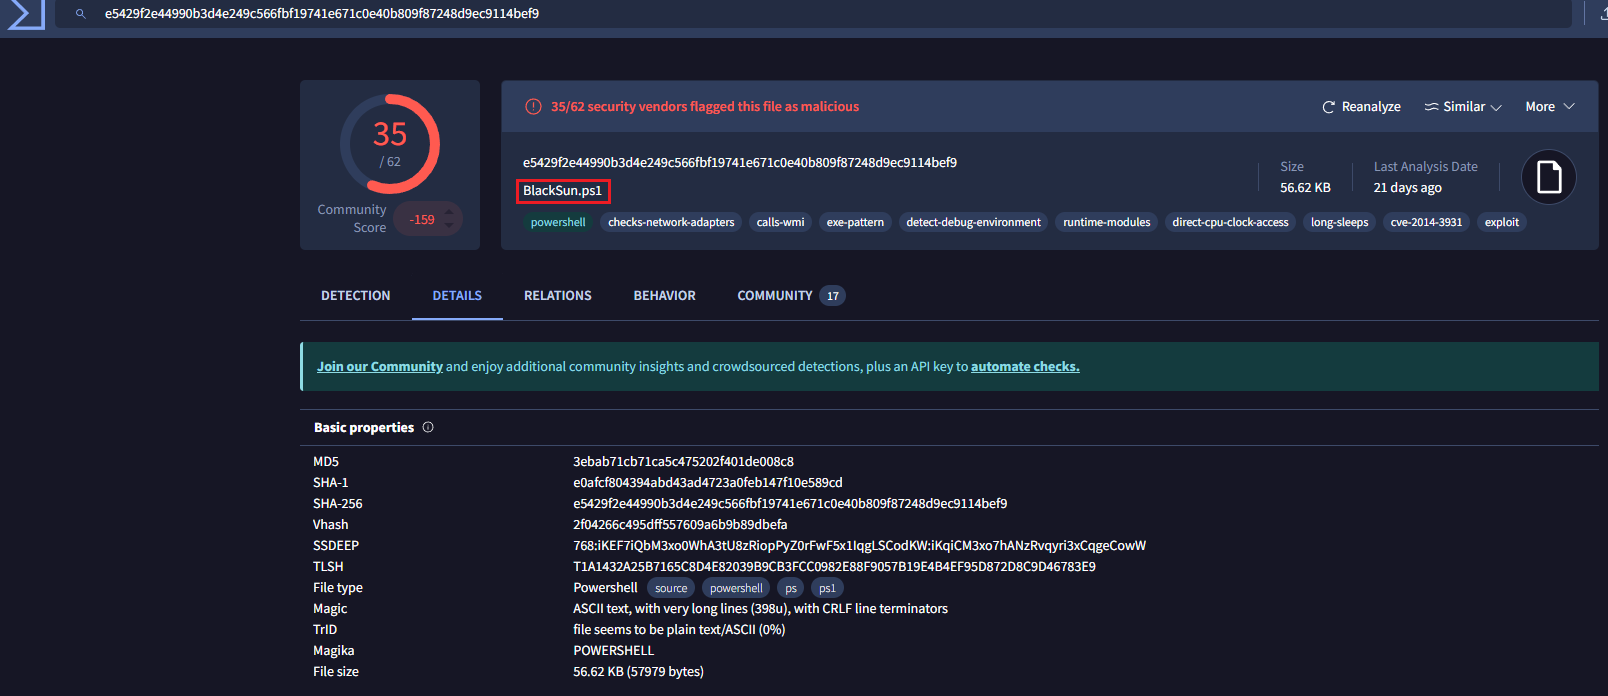 e5429f2e44990b3d4e249c566fbf19741e671c0e40b809f87248d9ec9114bef9
35
/ 62
Community
Score
-159
35/62 security vendors flagged this file as malicious
Reanalyze
Similar
More
e5429f2e44990b3d4e249c566fbf19741e671c0e40b809f87248d9ec9114bef9
BlackSun.ps1
Size
56.62 KB
Last Analysis Date
21 days ago
powershell checks-network-adapters calls-wmi exe-pattern detect-debug-environment runtime-modules direct-cpu-clock-access long-sleeps cve-2014-3931 exploit
DETECTION DETAILS RELATIONS BEHAVIOR COMMUNITY 17
Join our Community and enjoy additional community insights and crowdsourced detections, plus an API key to automate checks.
Basic properties
MD5 3ebab71cb71ca5c475202f401de008c8
SHA-1 e0afcf804394abd43ad4723a0feb147f10e589cd
SHA-256 e5429f2e44990b3d4e249c566fbf19741e671c0e40b809f87248d9ec9114bef9
Vhash 2f04266c495dff557609a6b9b89dbefa
SSDEEP 768:iKEF7iQbM3xo0WhA3tU8zRiopPyZ0rFwF5x1IqgLSCodKW:iKqiCM3xo7hANzRvqyri3xCqgeCowW
TLSH T1A1432A25B7165C8D4E82039B9CB3FCC0982E88F9057B19E4B4EF95D872D8C9D46783E9
File type Powershell source powershell ps ps1
Magic ASCII text, with very long lines (398u), with CRLF line terminators
TrID file seems to be plain text/ASCII (0%)
Magika POWERSHELL
File size 56.62 KB (57979 bytes)